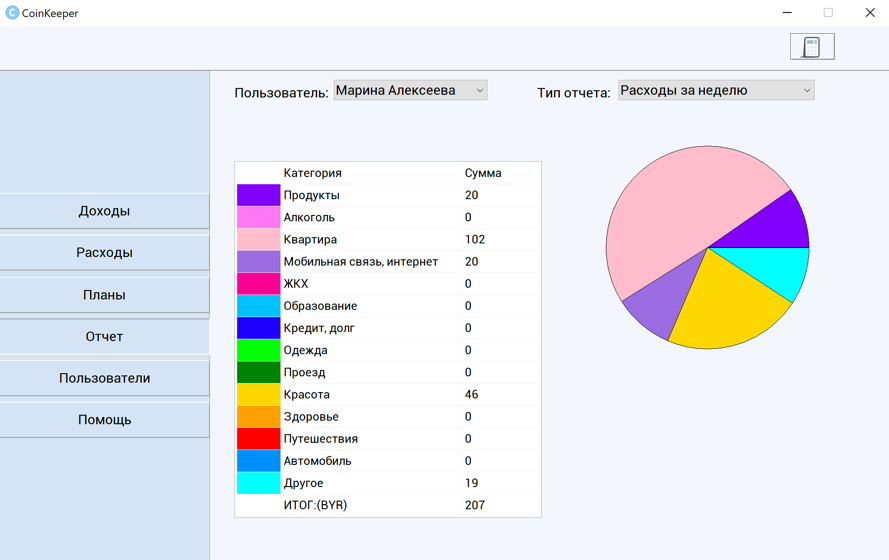 CoinKeeper
Пользователь: Марина Алексеева Тип отчета: Расходы за неделю
Доходы
Расходы
Планы
Отчет
Пользователи
Помощь
Категория Сумма
Продукты 20
Алкоголь 0
Квартира 102
Мобильная связь, интернет 20
ЖКХ 0
Образование 0
Кредит, долг 0
Одежда 0
Проезд 0
Красота 46
Здоровье 0
Путешествия 0
Автомобиль 0
Другое 19
ИТОГ:(BYR) 207